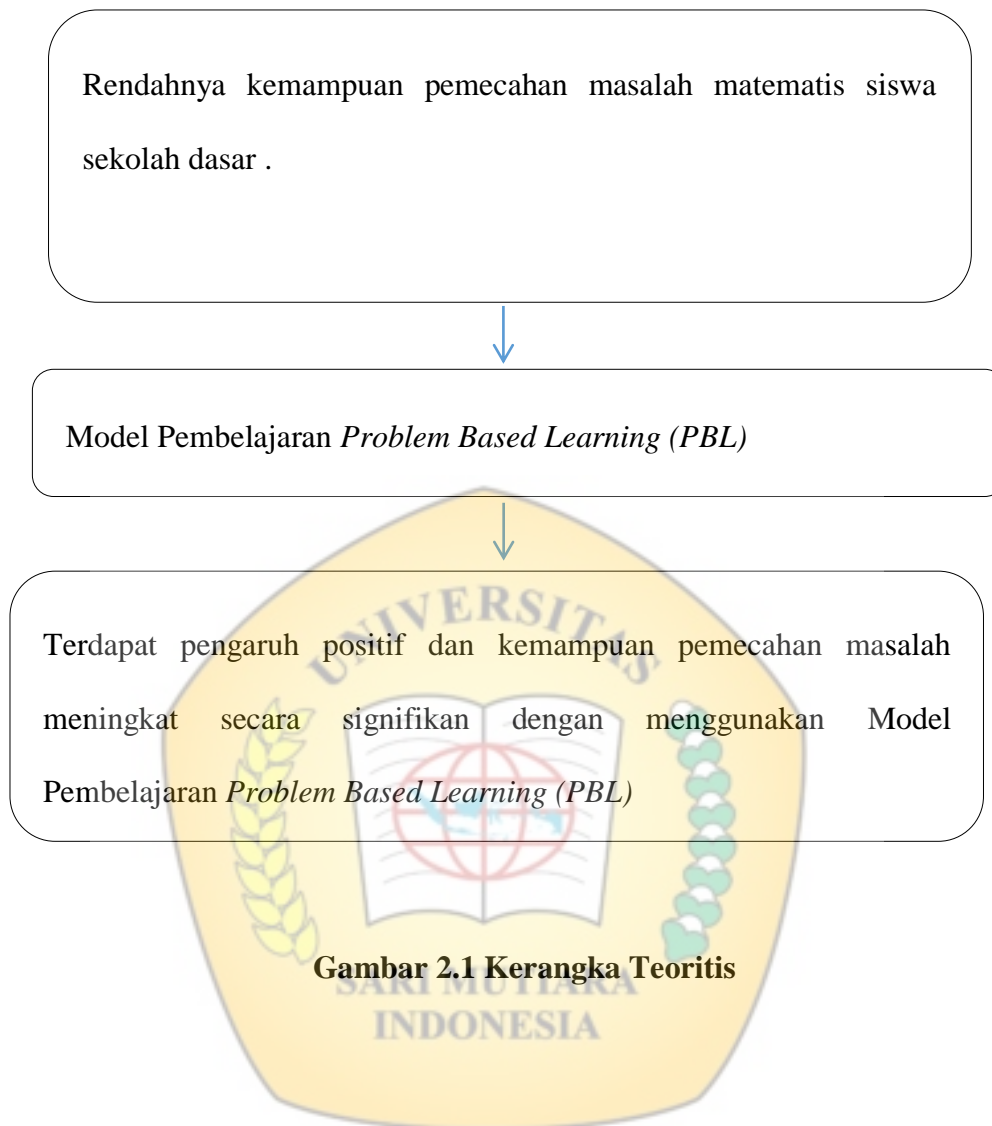 Rendahnya kemampuan pemecahan masalah matematis siswa
sekolah dasar .
Model Pembelajaran Problem Based Learning (PBL)
UNIVERSITAS
Terdapat pengaruh positif dan kemampuan pemecahan masalah
meningkat secara signifikan dengan menggunakan Model
Pembelajaran Problem Based Learning (PBL)
Gambar 2.1 Kerangka Teoritis
SARI MUTIARA
INDONESIA